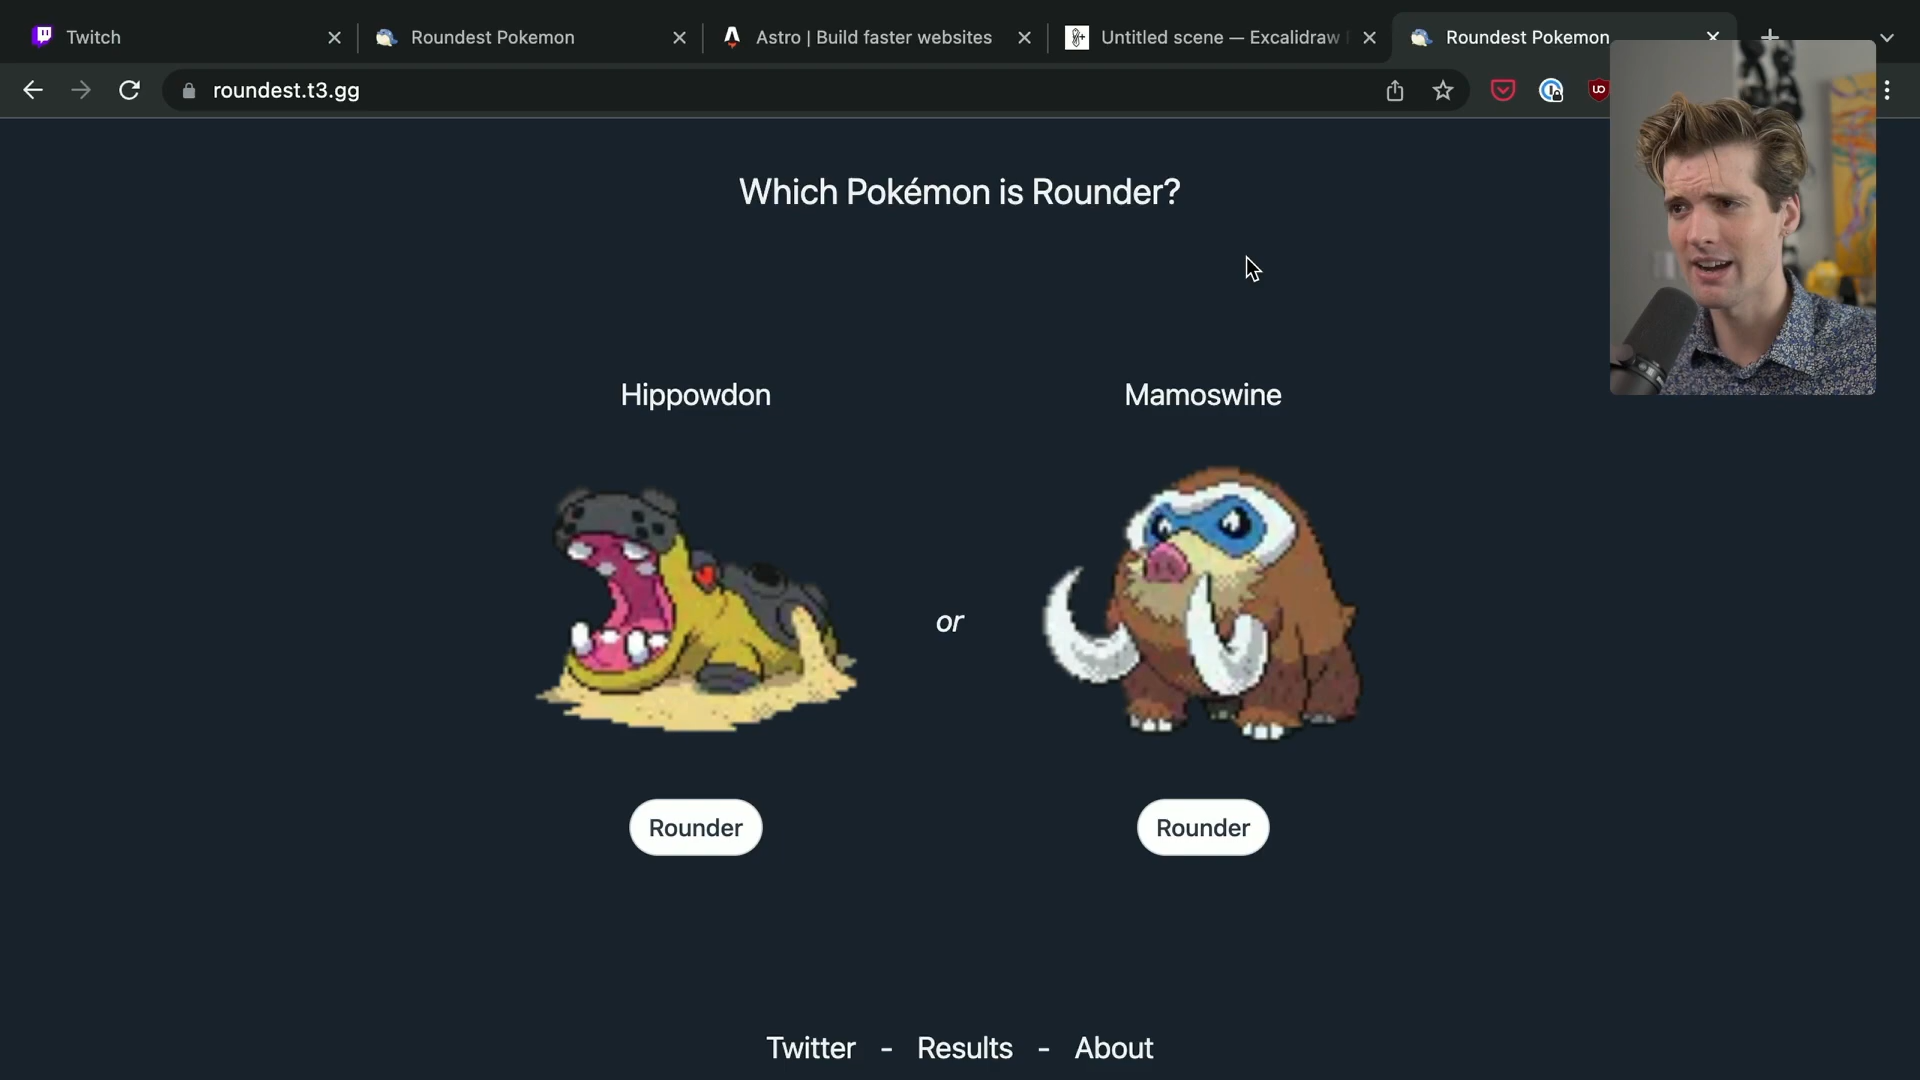 Twitch
Roundest Pokemon
Astro | Build faster websites
Untitled scene — Excalidraw
Roundest Pokemon
roundest.t3.gg
Which Pokémon is Rounder?
Hippowdon
Mamoswine
or
Rounder
Rounder
Twitter - Results - About